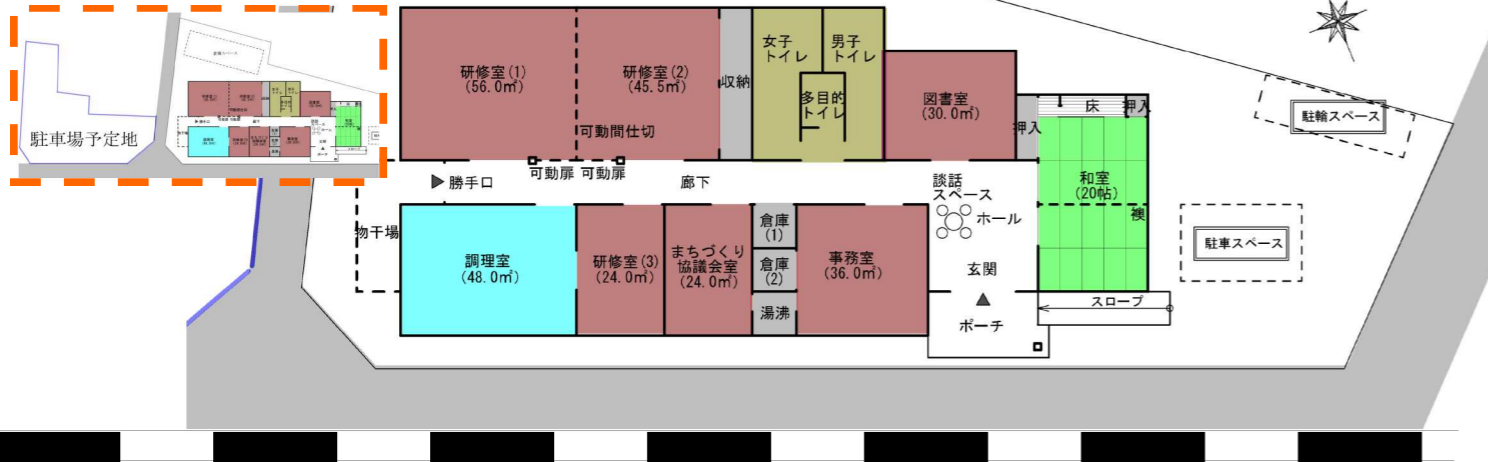 駐車場予定地
研修室(1)
(56.0㎡)
研修室(2)
(45.5㎡)
可動間仕切
収納
女子
トイレ
男子
トイレ
多目的
トイレ
図書室
(30.0㎡)
押入
床
押入
和室
(20帖)
襖
駐輪スペース
駐車スペース
勝手口
可動扉
可動扉
廊下
談話
スペース
ホール
物干場
調理室
(48.0㎡)
研修室(3)
(24.0㎡)
まちづくり
協議会室
(24.0㎡)
倉庫
(1)
倉庫
(2)
湯沸
事務室
(36.0㎡)
玄関
ポーチ
スロープ